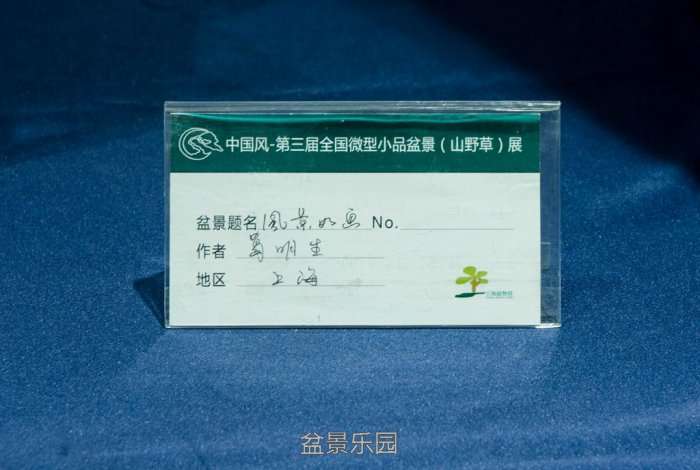 中国风-第三届全国微型小品盆景（山野草）展
盆景题名 風景如画 No.
作者 明生
地区 上海
盆景乐园